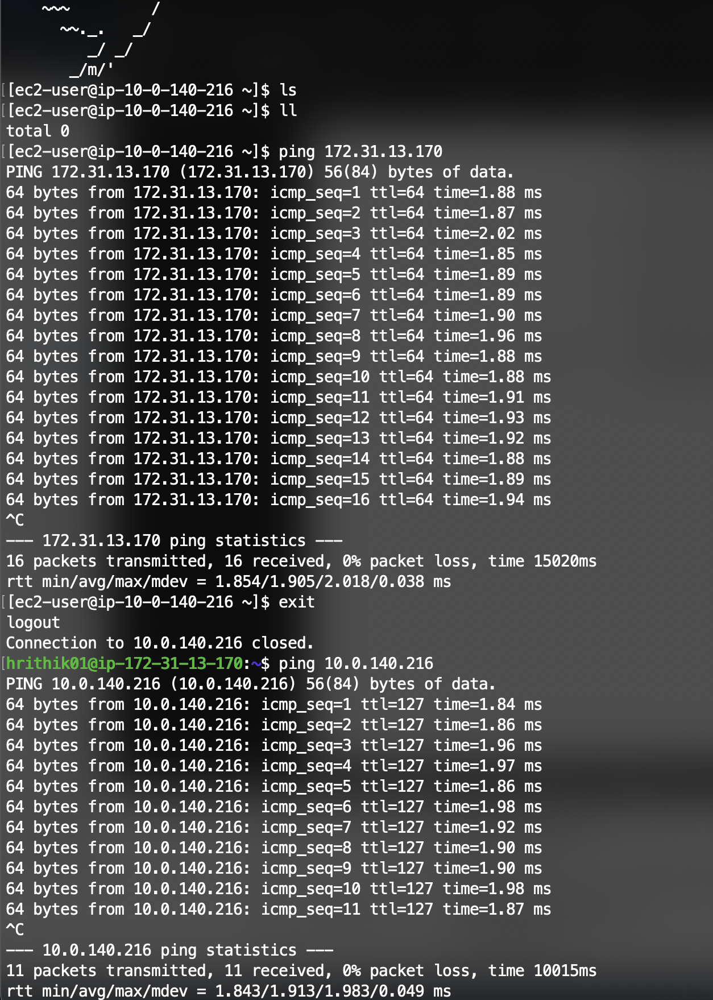 ~~~         /
~~._.   _/
_/ _/
_/m/'
[[ec2-user@ip-10-0-140-216 ~]$ ls
[[ec2-user@ip-10-0-140-216 ~]$ ll
total 0
[[ec2-user@ip-10-0-140-216 ~]$ ping 172.31.13.170
PING 172.31.13.170 (172.31.13.170) 56(84) bytes of data.
64 bytes from 172.31.13.170: icmp_seq=1 ttl=64 time=1.88 ms
64 bytes from 172.31.13.170: icmp_seq=2 ttl=64 time=1.87 ms
64 bytes from 172.31.13.170: icmp_seq=3 ttl=64 time=2.02 ms
64 bytes from 172.31.13.170: icmp_seq=4 ttl=64 time=1.85 ms
64 bytes from 172.31.13.170: icmp_seq=5 ttl=64 time=1.89 ms
64 bytes from 172.31.13.170: icmp_seq=6 ttl=64 time=1.89 ms
64 bytes from 172.31.13.170: icmp_seq=7 ttl=64 time=1.90 ms
64 bytes from 172.31.13.170: icmp_seq=8 ttl=64 time=1.96 ms
64 bytes from 172.31.13.170: icmp_seq=9 ttl=64 time=1.88 ms
64 bytes from 172.31.13.170: icmp_seq=10 ttl=64 time=1.88 ms
64 bytes from 172.31.13.170: icmp_seq=11 ttl=64 time=1.91 ms
64 bytes from 172.31.13.170: icmp_seq=12 ttl=64 time=1.93 ms
64 bytes from 172.31.13.170: icmp_seq=13 ttl=64 time=1.92 ms
64 bytes from 172.31.13.170: icmp_seq=14 ttl=64 time=1.88 ms
64 bytes from 172.31.13.170: icmp_seq=15 ttl=64 time=1.89 ms
64 bytes from 172.31.13.170: icmp_seq=16 ttl=64 time=1.94 ms
^C
--- 172.31.13.170 ping statistics ---
16 packets transmitted, 16 received, 0% packet loss, time 15020ms
rtt min/avg/max/mdev = 1.854/1.905/2.018/0.038 ms
[[ec2-user@ip-10-0-140-216 ~]$ exit
logout
Connection to 10.0.140.216 closed.
[hrithik01@ip-172-31-13-170:~$ ping 10.0.140.216
PING 10.0.140.216 (10.0.140.216) 56(84) bytes of data.
64 bytes from 10.0.140.216: icmp_seq=1 ttl=127 time=1.84 ms
64 bytes from 10.0.140.216: icmp_seq=2 ttl=127 time=1.86 ms
64 bytes from 10.0.140.216: icmp_seq=3 ttl=127 time=1.96 ms
64 bytes from 10.0.140.216: icmp_seq=4 ttl=127 time=1.97 ms
64 bytes from 10.0.140.216: icmp_seq=5 ttl=127 time=1.86 ms
64 bytes from 10.0.140.216: icmp_seq=6 ttl=127 time=1.98 ms
64 bytes from 10.0.140.216: icmp_seq=7 ttl=127 time=1.92 ms
64 bytes from 10.0.140.216: icmp_seq=8 ttl=127 time=1.90 ms
64 bytes from 10.0.140.216: icmp_seq=9 ttl=127 time=1.90 ms
64 bytes from 10.0.140.216: icmp_seq=10 ttl=127 time=1.98 ms
64 bytes from 10.0.140.216: icmp_seq=11 ttl=127 time=1.87 ms
^C
--- 10.0.140.216 ping statistics ---
11 packets transmitted, 11 received, 0% packet loss, time 10015ms
rtt min/avg/max/mdev = 1.843/1.913/1.983/0.049 ms